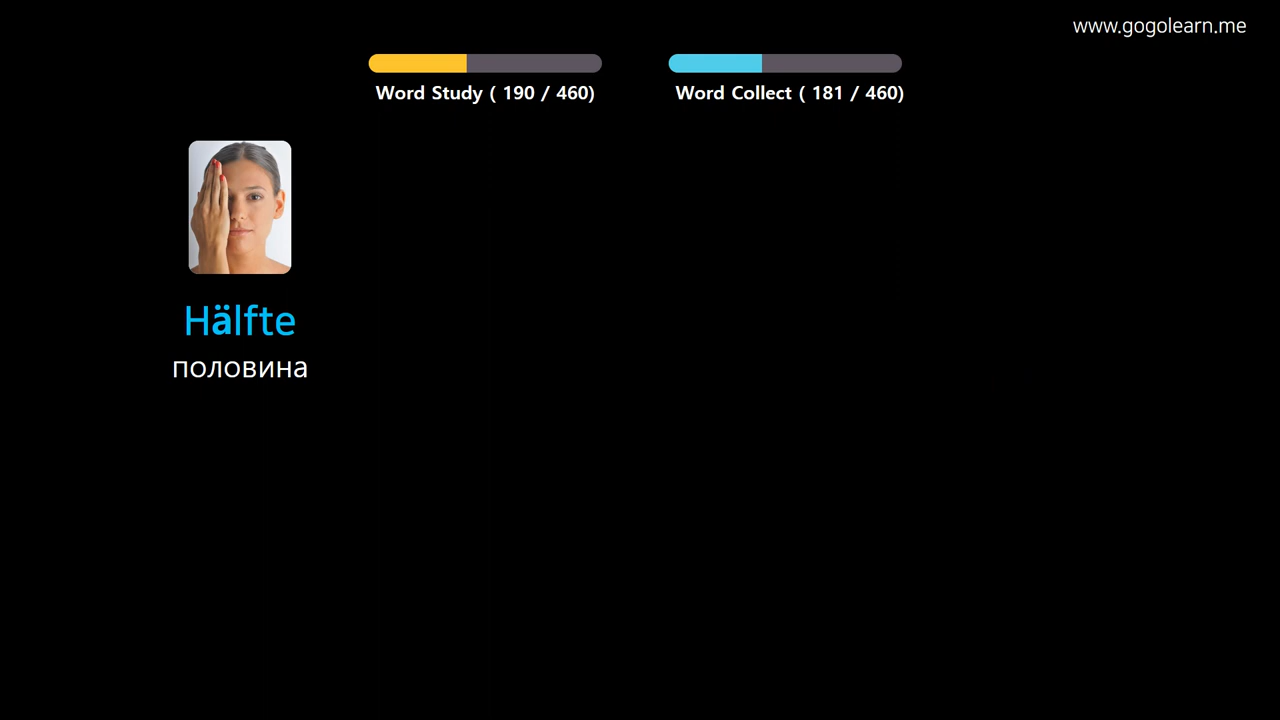 www.gogolearn.me
Word Study ( 190 / 460)
Word Collect ( 181 / 460)
Hälfte
половина